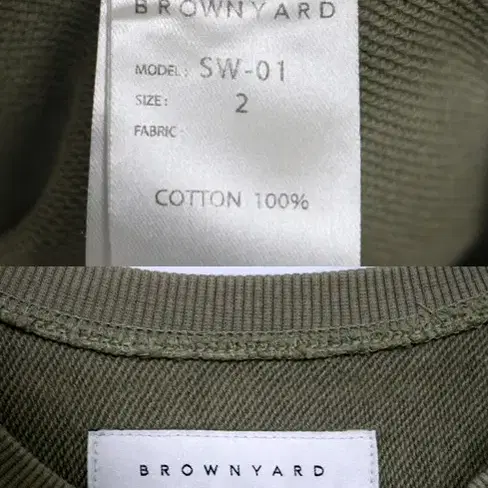 BROWNYARD
MODEL: SW-01
SIZE: 2
FABRIC:
COTTON 100%
BROWNYARD